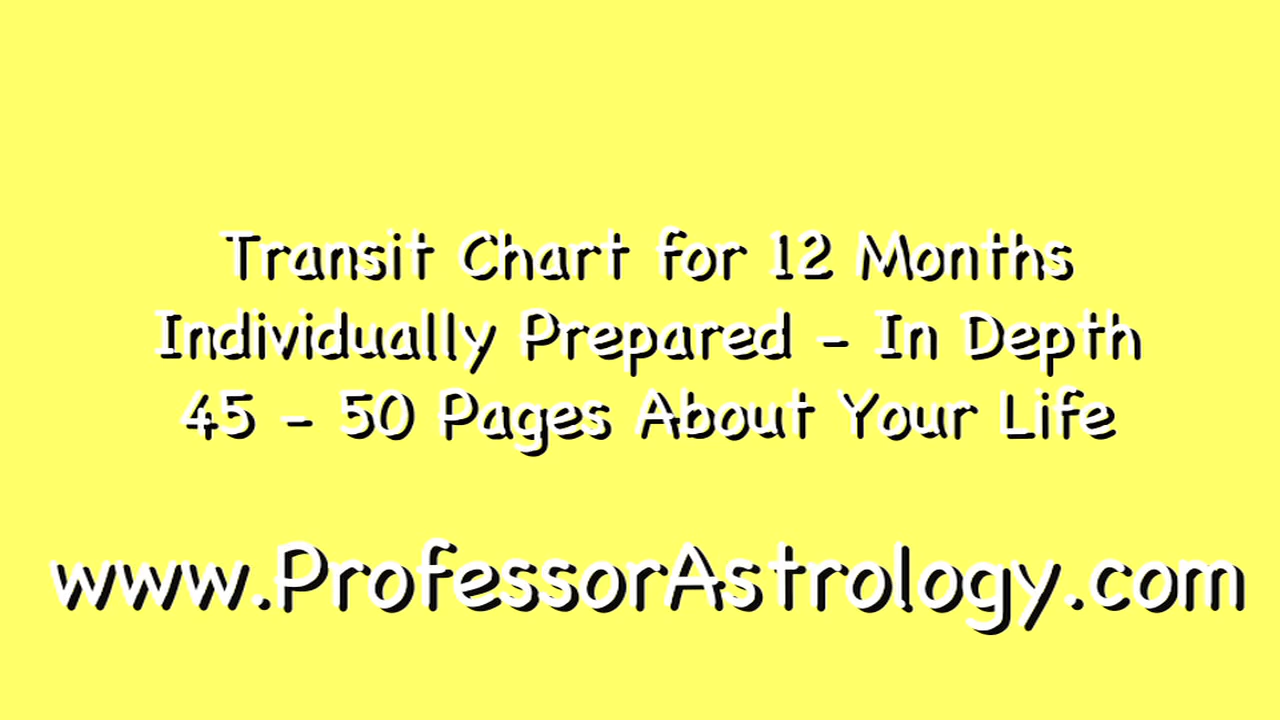 Transit Chart for 12 Months
Individually Prepared - In Depth
45 - 50 Pages About Your Life
www.ProfessorAstrology.com